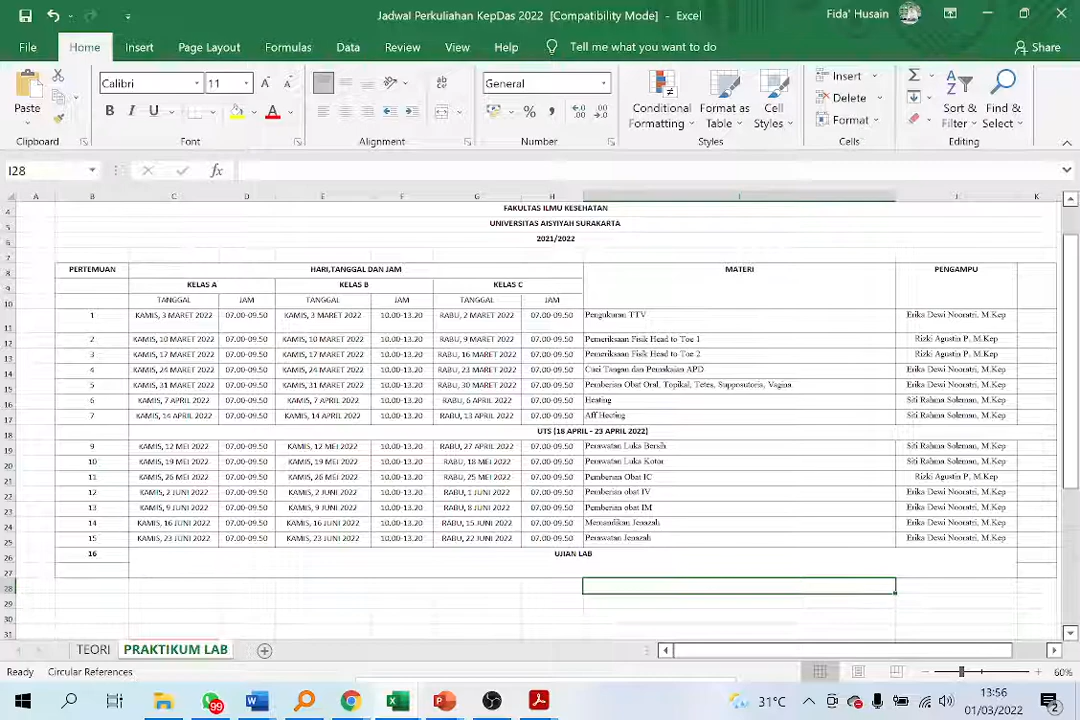 Jadwal Perkuliahan KepDas 2022 [Compatibility Mode] - Excel
Fida' Husain
File Home Insert Page Layout Formulas Data Review View Help Tell me what you want to do Share
Calibri 11 General
Paste
Conditional Formatting
Format as Table
Cell Styles
Insert
Delete
Format
Sort & Filter
Find & Select
Clipboard Font Alignment Number Styles Cells Editing
I28
A B C D E F G H I J K
FAKULTAS ILMU KESEHATAN
UNIVERSITAS AISYIYAH SURAKARTA
2021/2022
PERTEMUAN HARI,TANGGAL DAN JAM MATERI PENGAMPU
KELAS A KELAS B KELAS C
TANGGAL JAM TANGGAL JAM TANGGAL JAM
1 KAMIS, 3 MARET 2022 07.00-09.50 KAMIS, 3 MARET 2022 10.00-13.20 RABU, 2 MARET 2022 07.00-09.50 Pengukuran TTV Erika Dewi Nooratri, M.Kep
2 KAMIS, 10 MARET 2022 07.00-09.50 KAMIS, 10 MARET 2022 10.00-13.20 RABU, 9 MARET 2022 07.00-09.50 Pemeriksaan Fisik Head to Toe 1 Rizki Agustin P, M.Kep
3 KAMIS, 17 MARET 2022 07.00-09.50 KAMIS, 17 MARET 2022 10.00-13.20 RABU, 16 MARET 2022 07.00-09.50 Pemeriksaan Fisik Head to Toe 2 Rizki Agustin P, M.Kep
4 KAMIS, 24 MARET 2022 07.00-09.50 KAMIS, 24 MARET 2022 10.00-13.20 RABU, 23 MARET 2022 07.00-09.50 Cuci Tangan dan Pemakaian APD Erika Dewi Nooratri, M.Kep
5 KAMIS, 31 MARET 2022 07.00-09.50 KAMIS, 31 MARET 2022 10.00-13.20 RABU, 30 MARET 2022 07.00-09.50 Pemberian Obat Oral, Topikal, Tetes, Supposutoris, Vagina Erika Dewi Nooratri, M.Kep
6 KAMIS, 7 APRIL 2022 07.00-09.50 KAMIS, 7 APRIL 2022 10.00-13.20 RABU, 6 APRIL 2022 07.00-09.50 Heating Siti Rahma Soleman, M.Kep
7 KAMIS, 14 APRIL 2022 07.00-09.50 KAMIS, 14 APRIL 2022 10.00-13.20 RABU, 13 APRIL 2022 07.00-09.50 Aff Hecting Siti Rahma Soleman, M.Kep
UTS (18 APRIL - 23 APRIL 2022)
9 KAMIS, 12 MEI 2022 07.00-09.50 KAMIS, 12 MEI 2022 10.00-13.20 RABU, 27 APRIL 2022 07.00-09.50 Perawatan Luka Bersih Siti Rahma Soleman, M.Kep
10 KAMIS, 19 MEI 2022 07.00-09.50 KAMIS, 19 MEI 2022 10.00-13.20 RABU, 18 MEI 2022 07.00-09.50 Perawatan Luka Kotor Siti Rahma Soleman, M.Kep
11 KAMIS, 26 MEI 2022 07.00-09.50 KAMIS, 26 MEI 2022 10.00-13.20 RABU, 25 MEI 2022 07.00-09.50 Pemberian Obat IC Rizki Agustin P, M.Kep
12 KAMIS, 2 JUNI 2022 07.00-09.50 KAMIS, 2 JUNI 2022 10.00-13.20 RABU, 1 JUNI 2022 07.00-09.50 Pemberian obat IV Erika Dewi Nooratri, M.Kep
13 KAMIS, 9 JUNI 2022 07.00-09.50 KAMIS, 9 JUNI 2022 10.00-13.20 RABU, 8 JUNI 2022 07.00-09.50 Pemberian obat IM Erika Dewi Nooratri, M.Kep
14 KAMIS, 16 JUNI 2022 07.00-09.50 KAMIS, 16 JUNI 2022 10.00-13.20 RABU, 15 JUNI 2022 07.00-09.50 Memandikan Jenazah Erika Dewi Nooratri, M.Kep
15 KAMIS, 23 JUNI 2022 07.00-09.50 KAMIS, 23 JUNI 2022 10.00-13.20 RABU, 22 JUNI 2022 07.00-09.50 Perawatan Jenazah Erika Dewi Nooratri, M.Kep
16 UJIAN LAB
TEORI PRAKTIKUM LAB
Ready Circular References 60%
99 31°C 13:56
01/03/2022 2